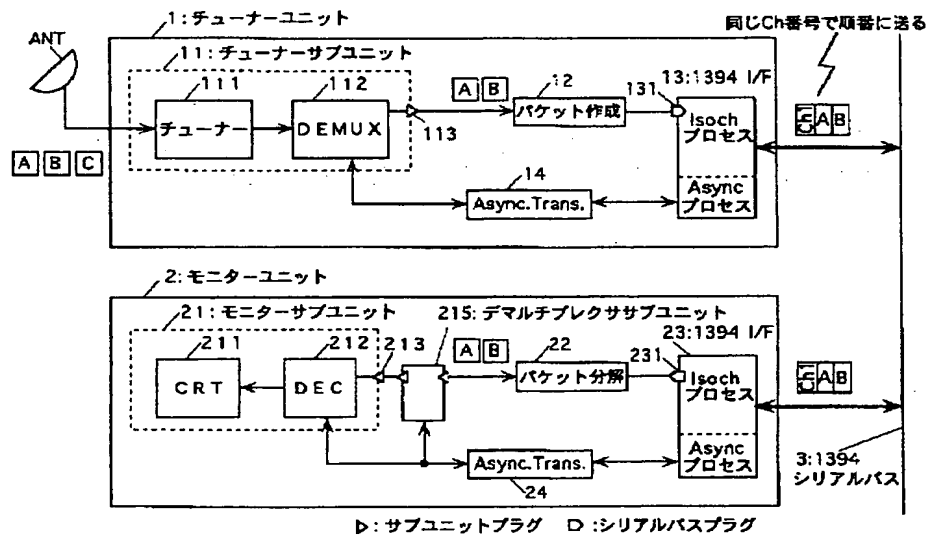 1:チューナーユニット
同じCh番号で順番に送る
ANT
11:チューナーサブユニット
13:1394 I/F
111
112
A B
12
131
チューナー
DEMUX
パケット作成
Isoch
プロセス
Ch1 A B
113
A B C
14
Async.Trans.
Async
プロセス
2:モニターユニット
21:モニターサブユニット
215:デマルチプレクササブユニット
23:1394 I/F
211
212
213
A B
22
231
CRT
DEC
パケット分解
Isoch
プロセス
Ch1 A B
Async.Trans.
Async
プロセス
24
3:1394
シリアルバス
:サブユニットプラグ
:シリアルバスプラグ